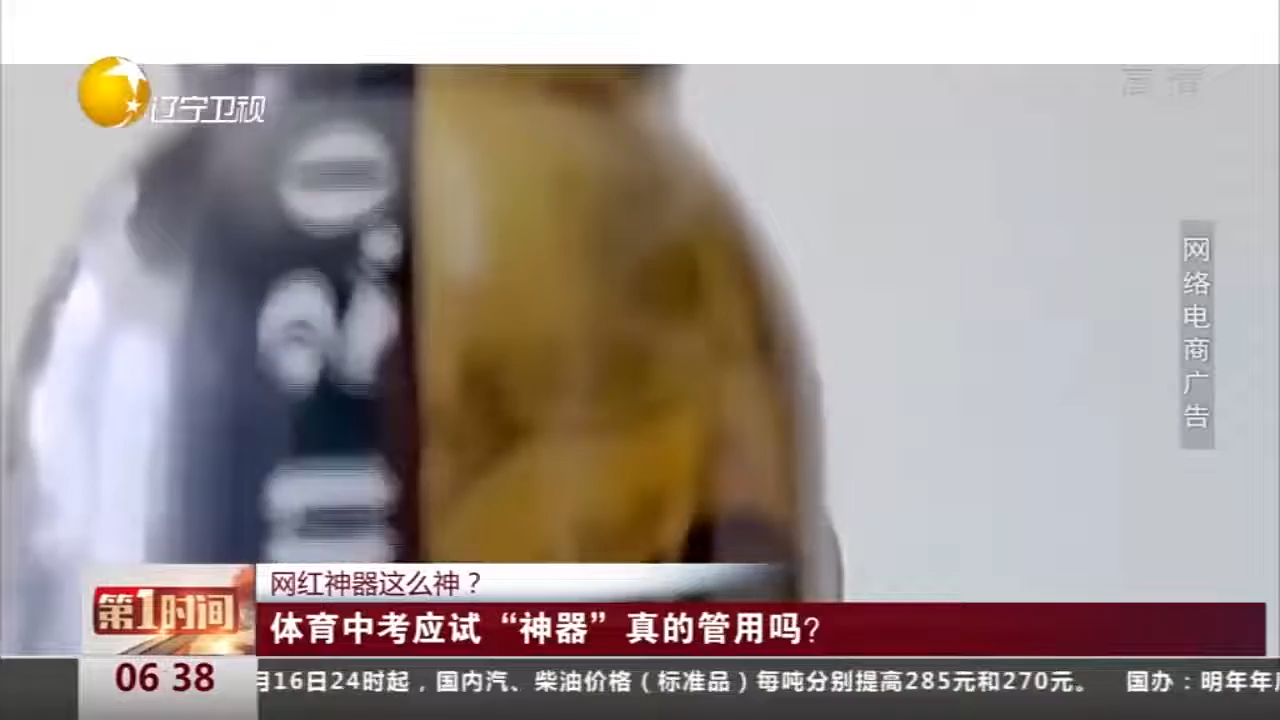 辽宁卫视
高清
网络电商广告
网红神器这么神？
第1时间
体育中考应试“神器”真的管用吗？
06 38
月16日24时起，国内汽、柴油价格（标准品）每吨分别提高285元和270元。 国办：明年年